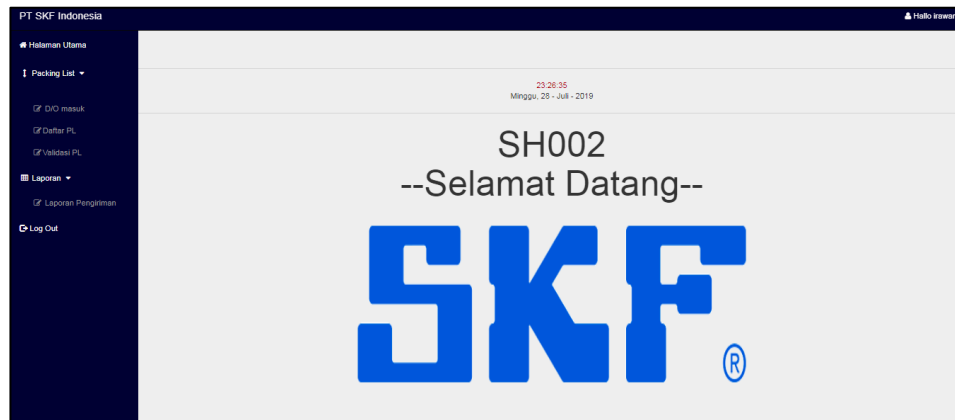 PT SKF Indonesia
Hallo irawan
Halaman Utama
Packing List
D/O masuk
Daftar PL
Validasi PL
Laporan
Laporan Pengiriman
Log Out
23:26:35
Minggu, 28 - Juli - 2019
SH002
--Selamat Datang--
SKF®